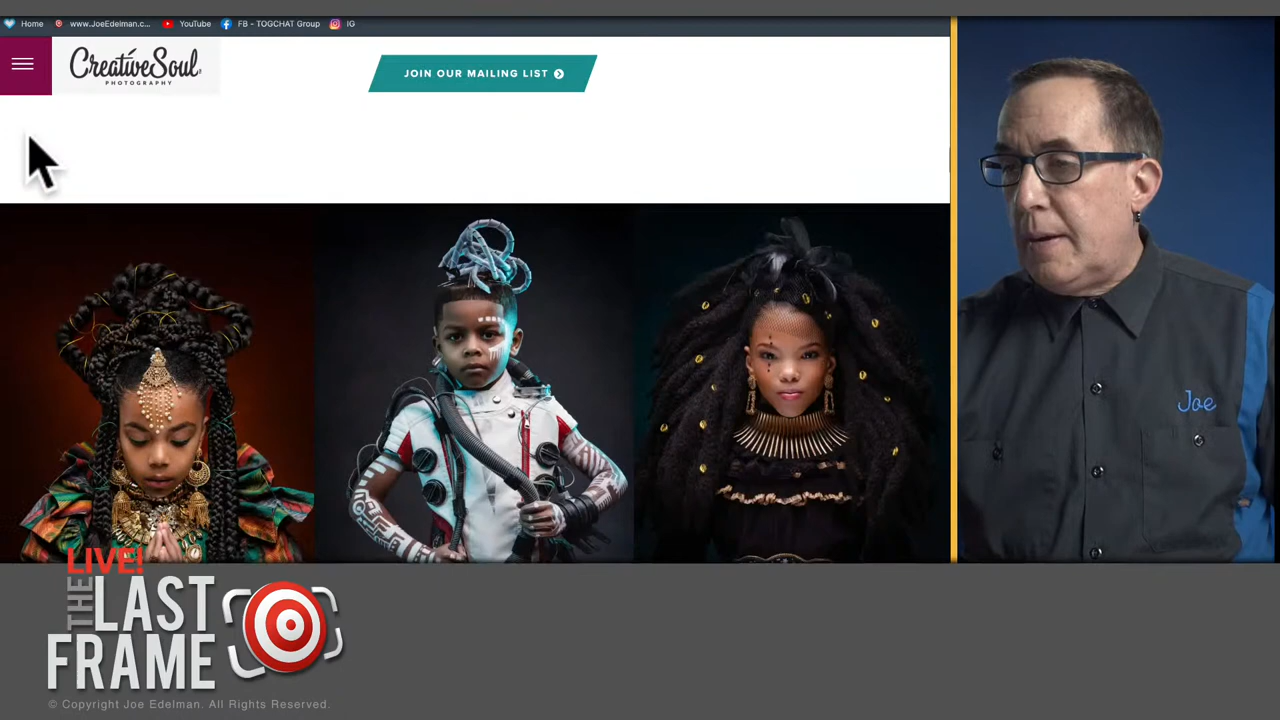 Home
www.JoeEdelman.c...
YouTube
FB - TOGCHAT Group
IG
CreativeSoul
PHOTOGRAPHY
JOIN OUR MAILING LIST
Joe
LIVE!
THE
LAST
FRAME
© Copyright Joe Edelman. All Rights Reserved.